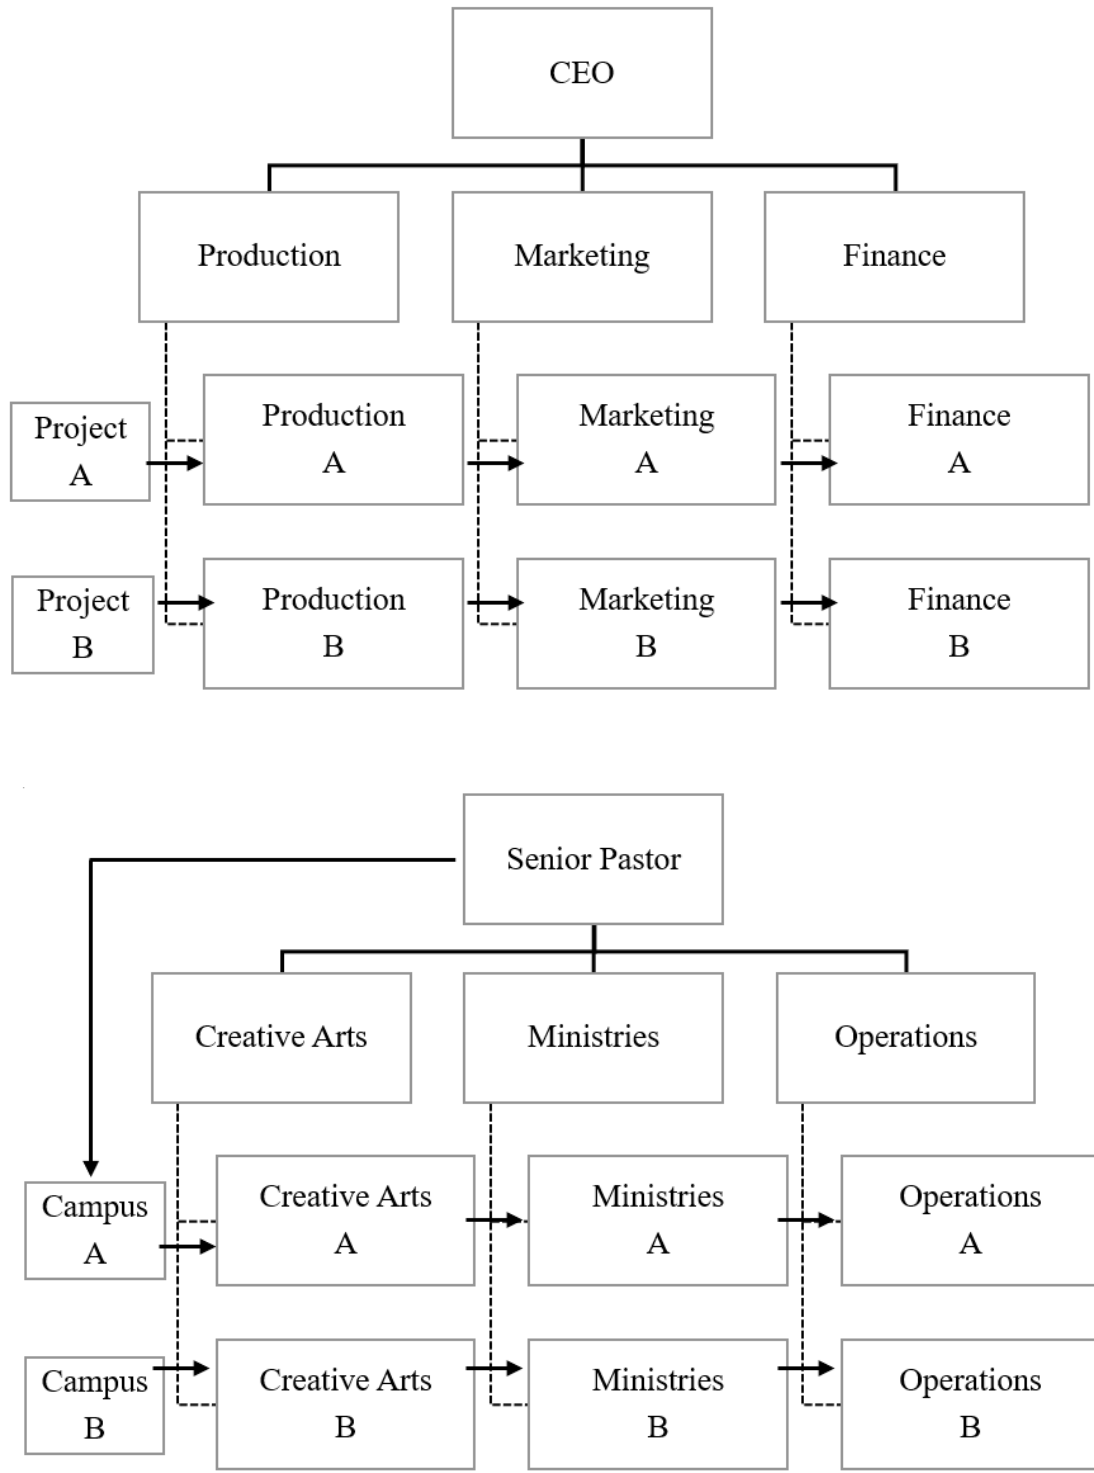 CEO
Production
Marketing
Finance
Project
A
Production
A
Marketing
A
Finance
A
Project
B
Production
B
Marketing
B
Finance
B
Senior Pastor
Creative Arts
Ministries
Operations
Campus
A
Creative Arts
A
Ministries
A
Operations
A
Campus
B
Creative Arts
B
Ministries
B
Operations
B